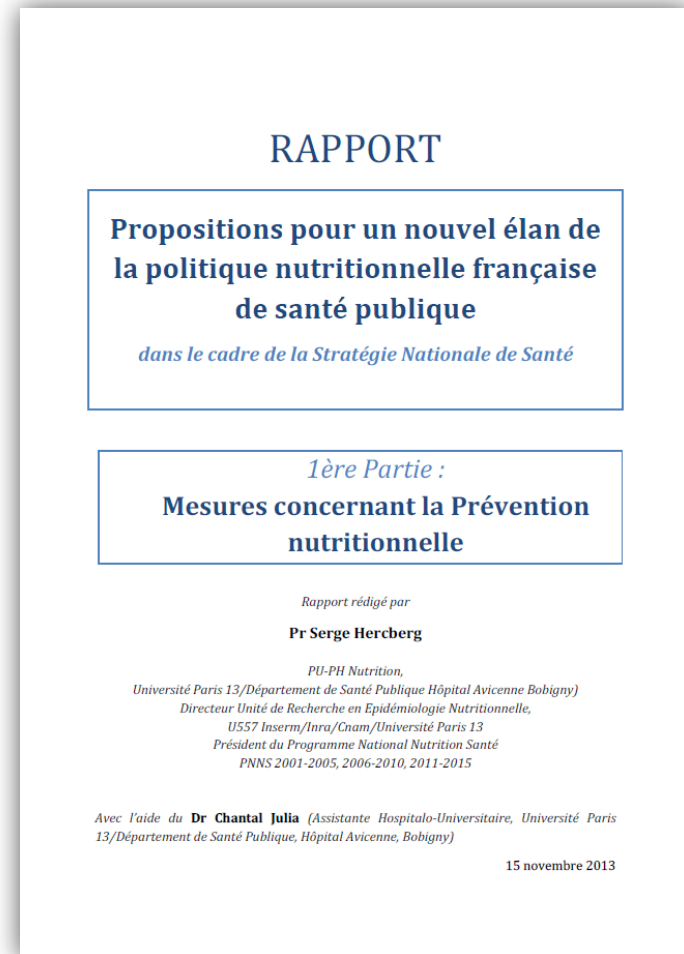 RAPPORT
Propositions pour un nouvel élan de
la politique nutritionnelle française
de santé publique
dans le cadre de la Stratégie Nationale de Santé
1ère Partie :
Mesures concernant la Prévention
nutritionnelle
Rapport rédigé par
Pr Serge Hercberg
PU-PH Nutrition,
Université Paris 13/Département de Santé Publique Hôpital Avicenne Bobigny)
Directeur Unité de Recherche en Epidémiologie Nutritionnelle,
U557 Inserm/Inra/Cnam/Université Paris 13
Président du Programme National Nutrition Santé
PNNS 2001-2005, 2006-2010, 2011-2015
Avec l'aide du Dr Chantal Julia (Assistante Hospitalo-Universitaire, Université Paris
13/Département de Santé Publique, Hôpital Avicenne, Bobigny)
15 novembre 2013